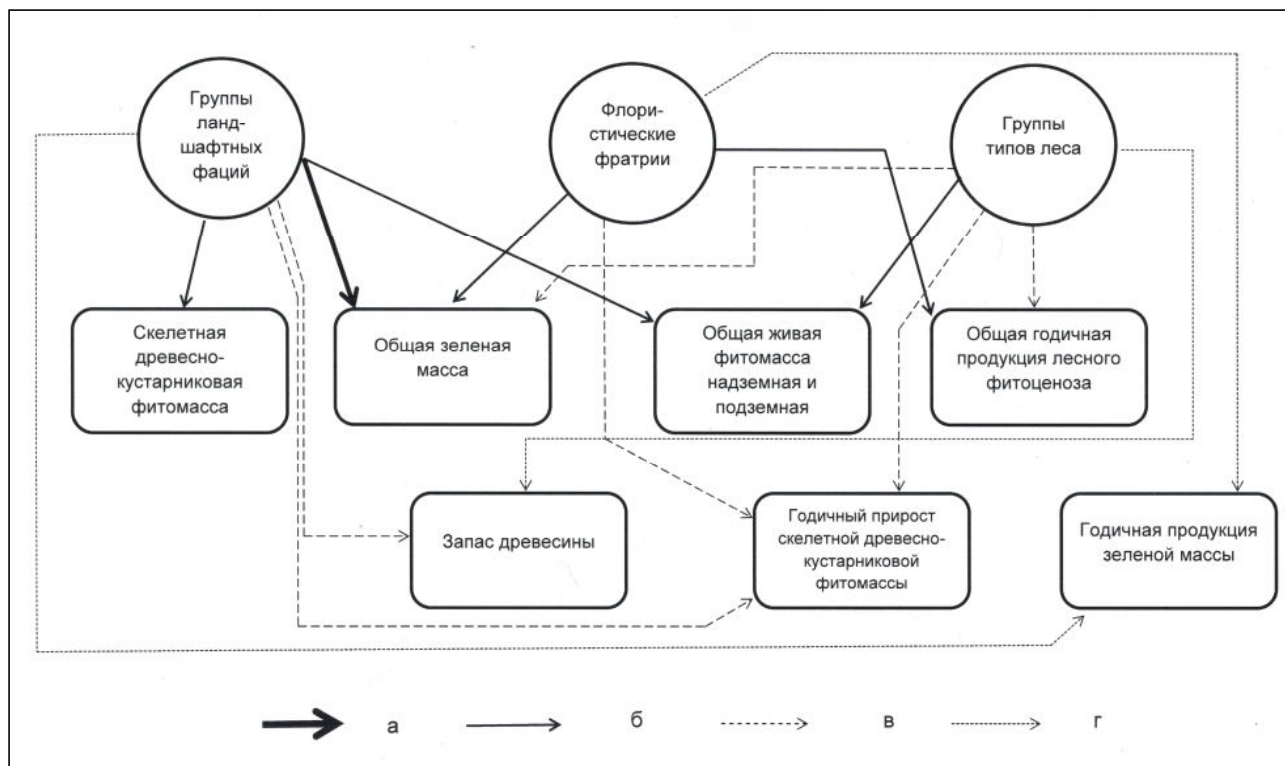 Группы
ланд-
шафтных
фаций
Флори-
стические
фратрии
Группы
типов леса
Скелетная
древесно-
кустарниковая
фитомасса
Общая зеленая
масса
Общая живая
фитомасса
надземная и
подземная
Общая годичная
продукция лесного
фитоценоза
Запас древесины
Годичный прирост
скелетной древесно-
кустарниковой
фитомассы
Годичная продукция
зеленой массы
а
б
в
г